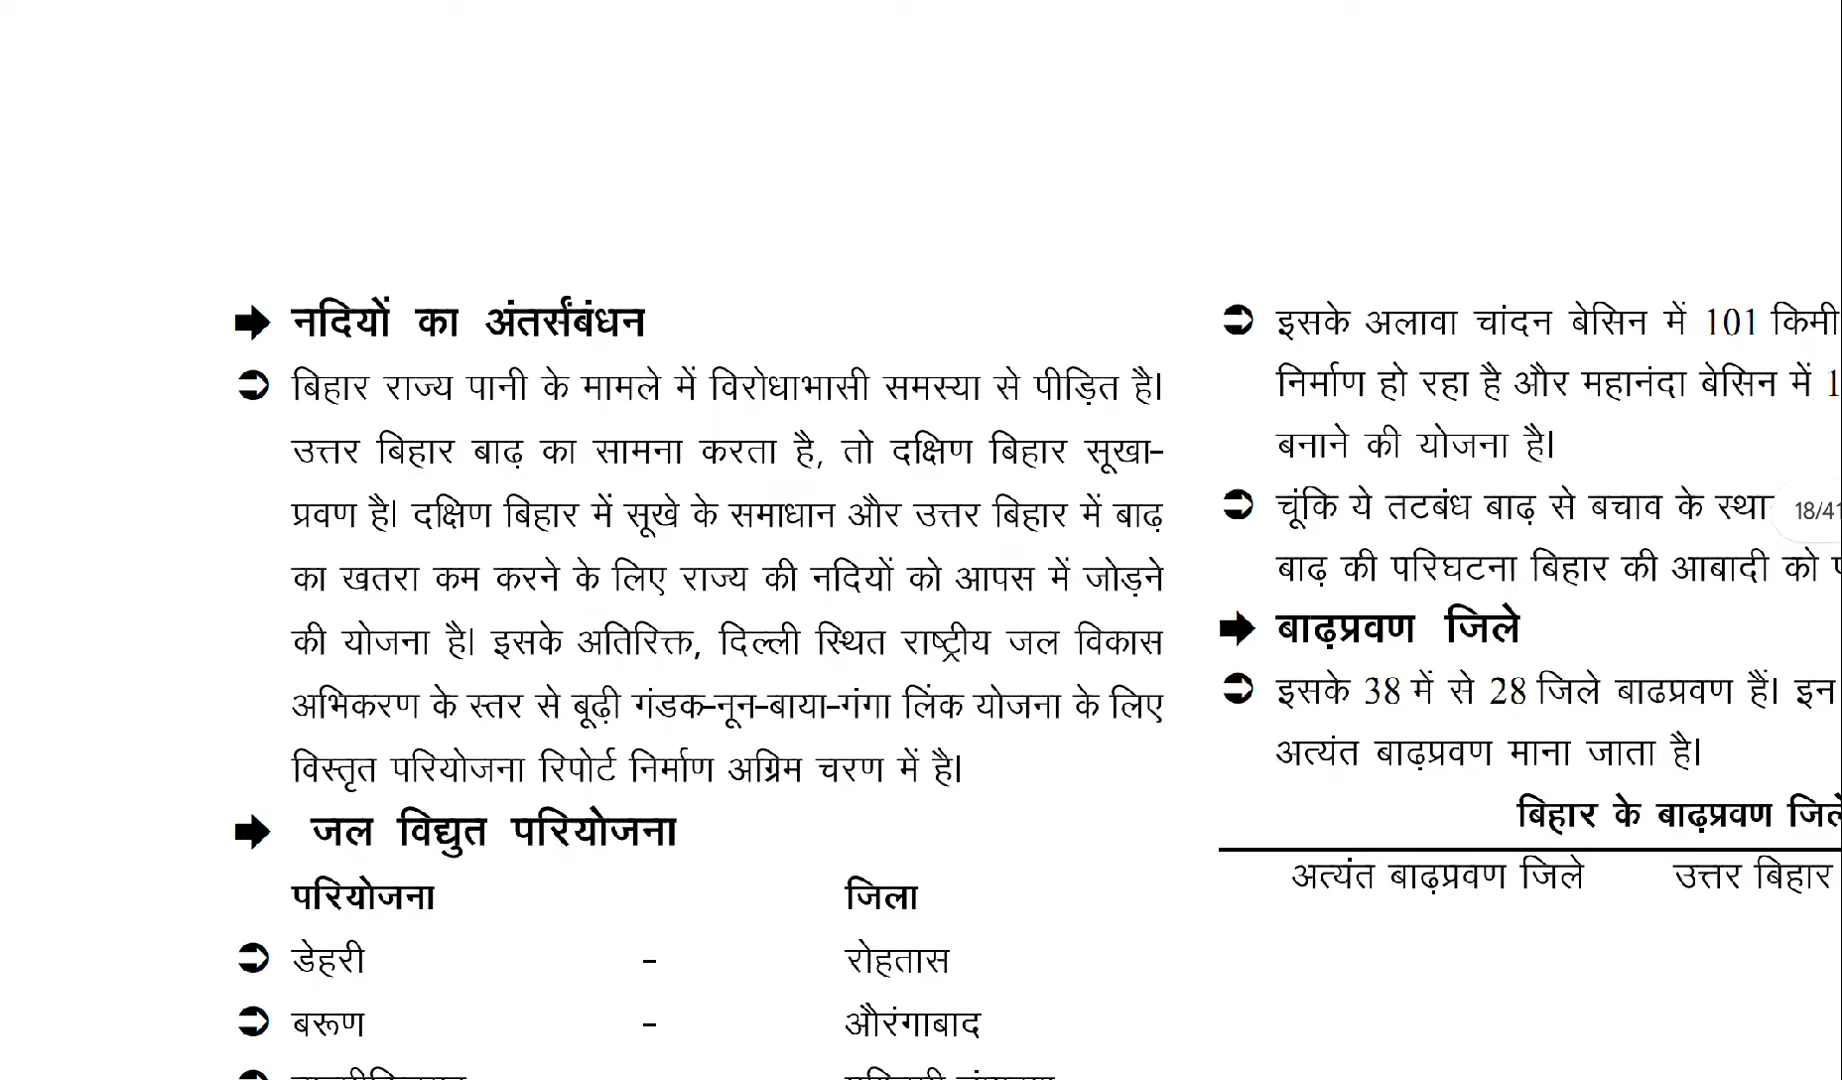 नदियों का अंतर्संबंधन
बिहार राज्य पानी के मामले में विरोधाभासी समस्या से पीड़ित है।
उत्तर बिहार बाढ़ का सामना करता है, तो दक्षिण बिहार सूखा-
प्रवण है। दक्षिण बिहार में सूखे के समाधान और उत्तर बिहार में बाढ़
का खतरा कम करने के लिए राज्य की नदियों को आपस में जोड़ने
की योजना है। इसके अतिरिक्त, दिल्ली स्थित राष्ट्रीय जल विकास
अभिकरण के स्तर से बूढ़ी गंडक-नून-बाया-गंगा लिंक योजना के लिए
विस्तृत परियोजना रिपोर्ट निर्माण अग्रिम चरण में है।
जल विद्युत परियोजना
परियोजना जिला
डेहरी - रोहतास
बरूण - औरंगाबाद
इसके अलावा चांदन बेसिन में 101 किमी
निर्माण हो रहा है और महानंदा बेसिन में 1
बनाने की योजना है।
चूंकि ये तटबंध बाढ़ से बचाव के
बाढ़ की परिघटना बिहार की आबादी को
बाढ़प्रवण जिले
इसके 38 में से 28 जिले बाढप्रवण हैं। इन
अत्यंत बाढ़प्रवण माना जाता है।
बिहार के बाढ़प्रवण जिले
अत्यंत बाढ़प्रवण जिले उत्तर बिहार
18/41